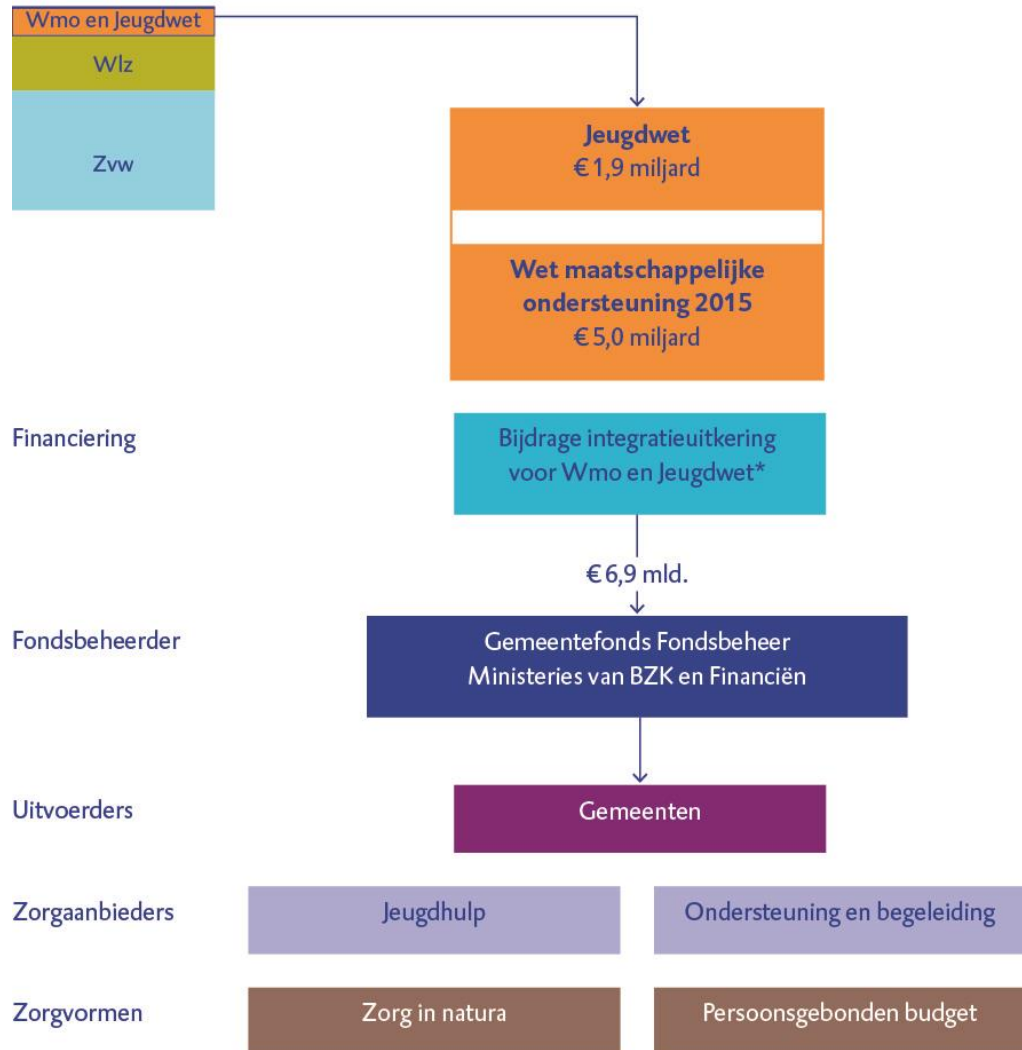 Wmo en Jeugdwet
Wlz
Zvw
Jeugdwet
€ 1,9 miljard
Wet maatschappelijke
ondersteuning 2015
€ 5,0 miljard
Financiering
Bijdrage integratieuitkering
voor Wmo en Jeugdwet*
€ 6,9 mld.
Fondsbeheerder
Gemeentefonds Fondsbeheer
Ministeries van BZK en Financiën
Uitvoerders
Gemeenten
Zorgaanbieders
Jeugdhulp
Ondersteuning en begeleiding
Zorgvormen
Zorg in natura
Persoonsgebonden budget